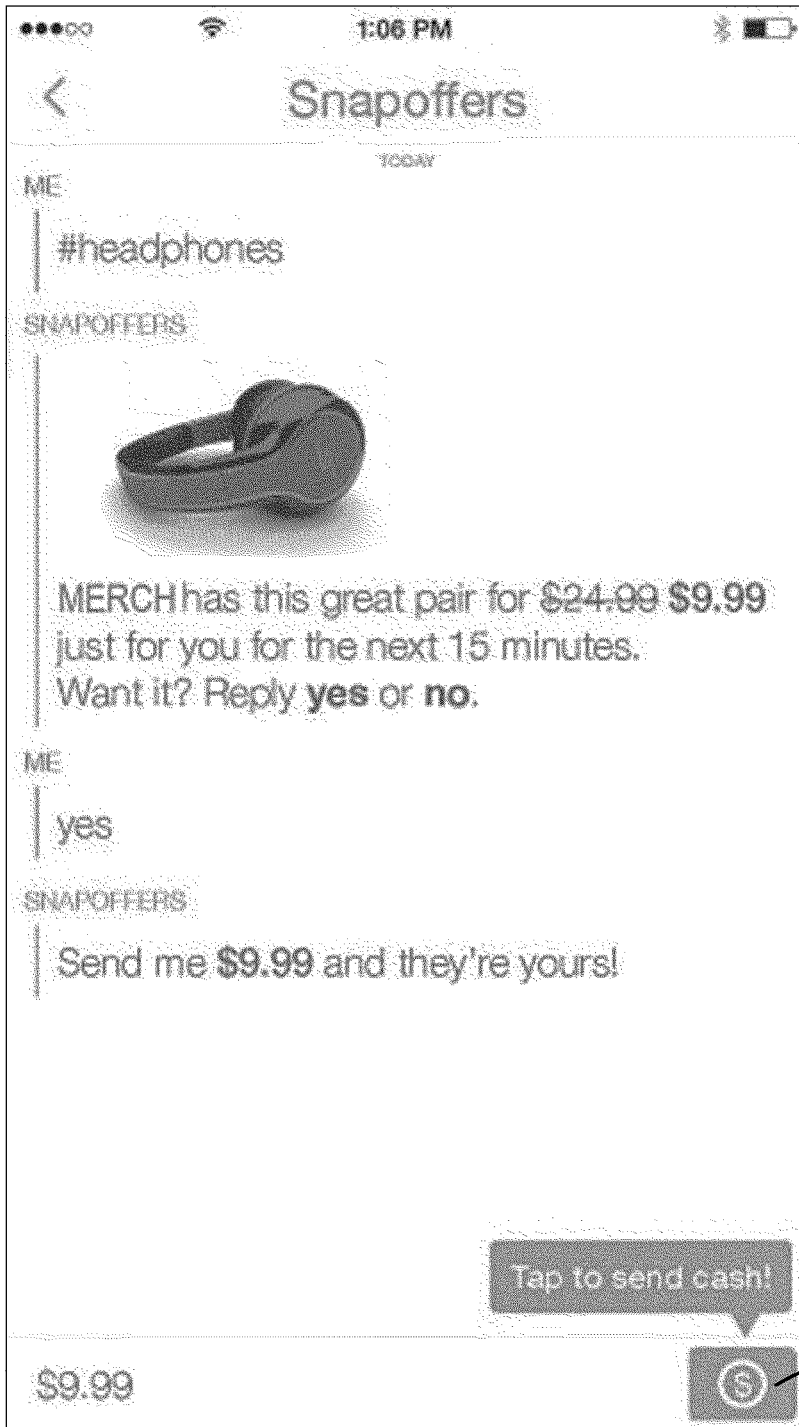 1:06 PM
Snapoffers
TODAY
ME
#headphones
SNAPOFFERS
MERCH has this great pair for $24.99 $9.99
just for you for the next 15 minutes.
Want it? Reply yes or no.
ME
yes
SNAPOFFERS
Send me $9.99 and they're yours!
Tap to send cash!
$9.99
S